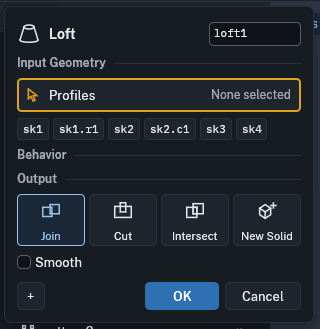 Loft loft1
Input Geometry
Profiles None selected
sk1 sk1.r1 sk2 sk2.c1 sk3 sk4
Behavior
Output
Join Cut Intersect New Solid
Smooth
+ OK Cancel